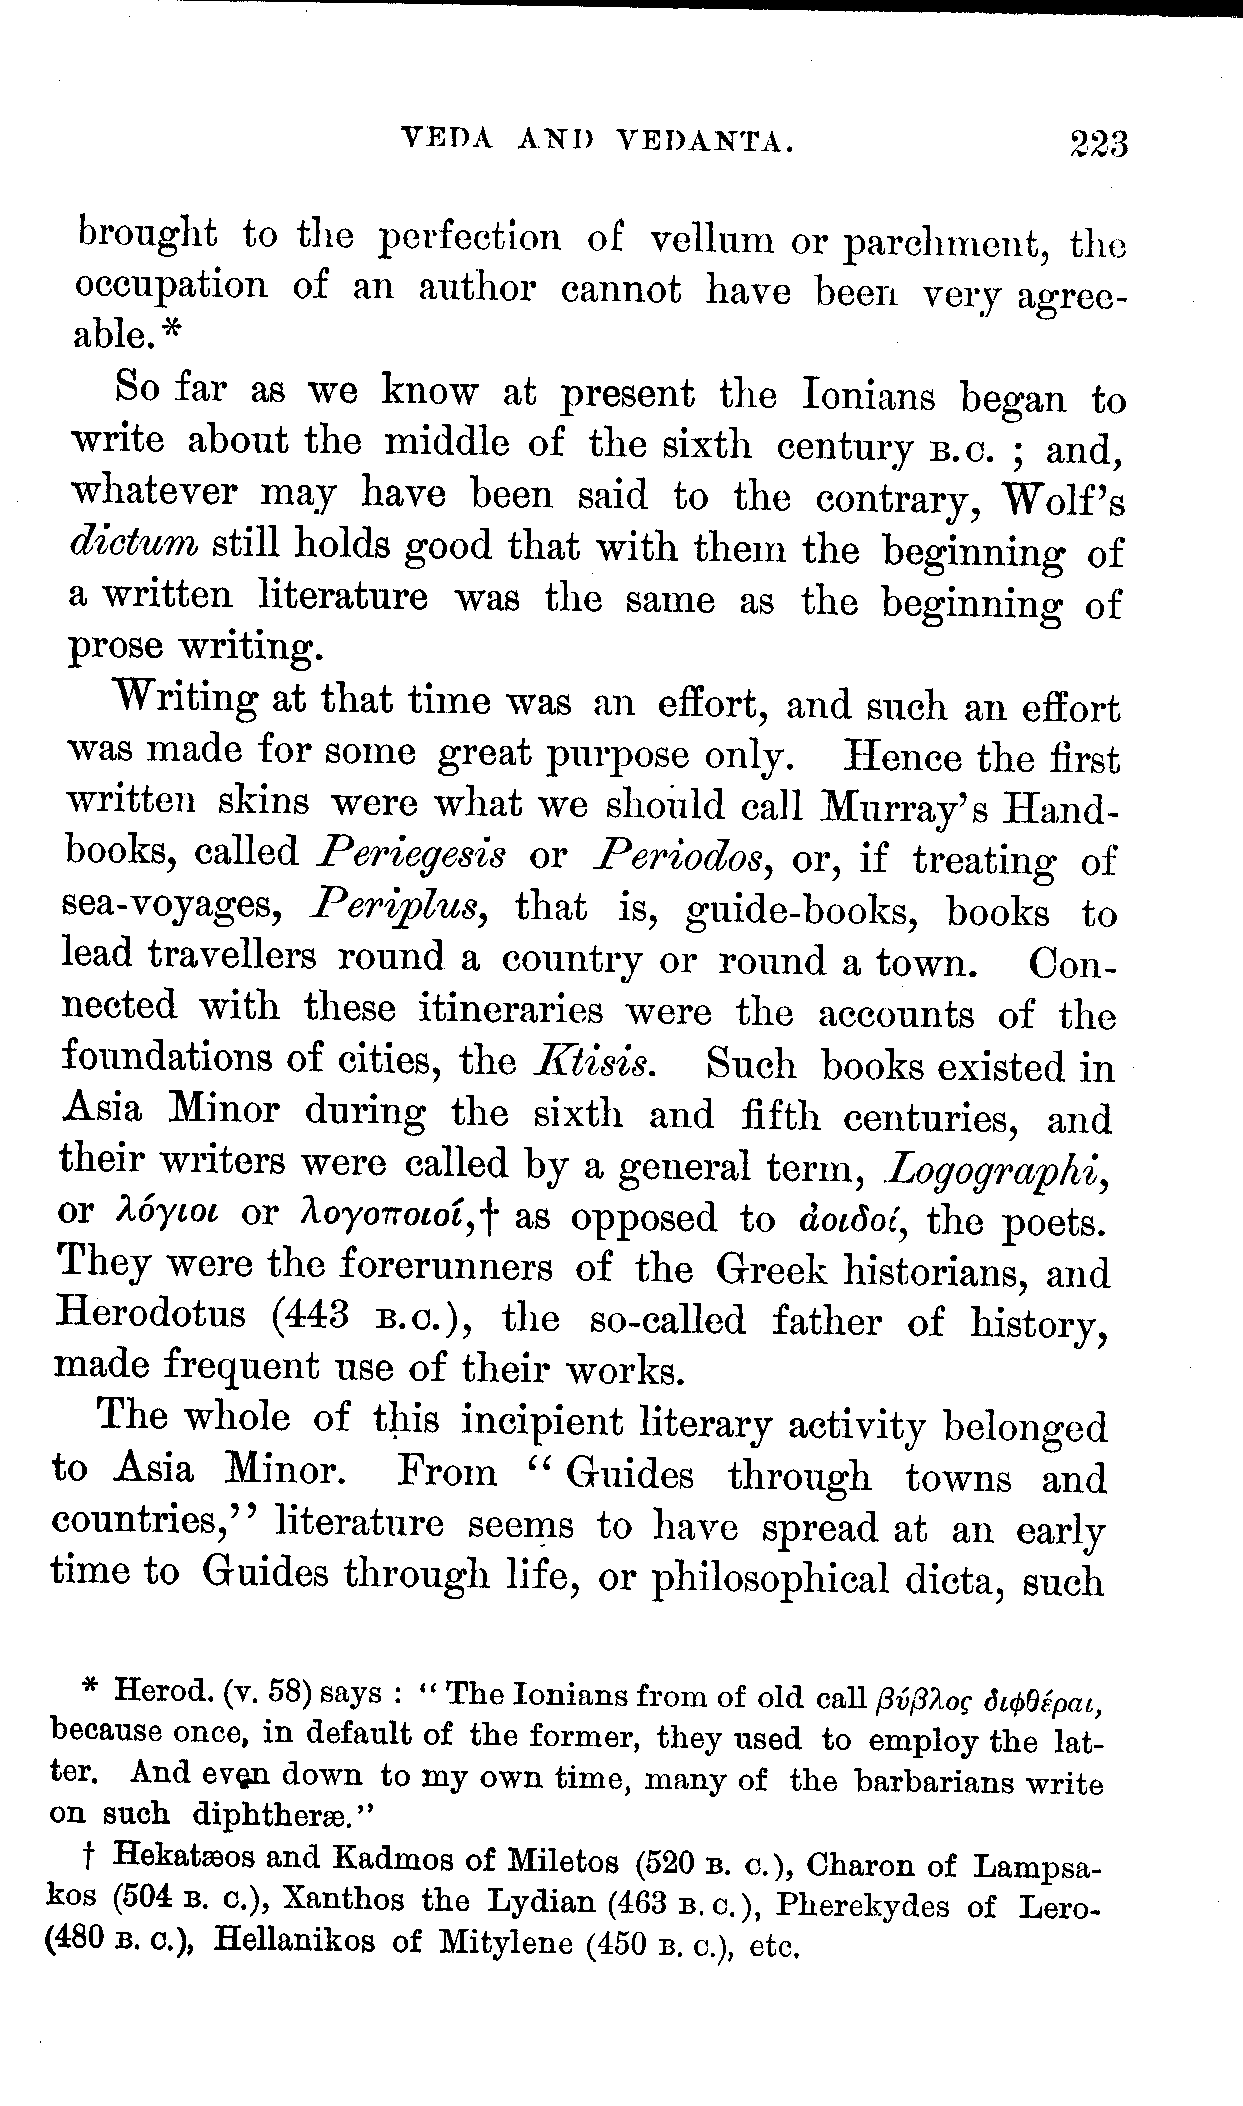 VEDA AND VEDANTA. 223
brought to the perfection of vellum or parchment, the
occupation of an author cannot have been very agree-
able.*
So far as we know at present the Ionians began to
write about the middle of the sixth century B.C. ; and,
whatever may have been said to the contrary, Wolf's
dictum still holds good that with them the beginning of
a written literature was the same as the beginning of
prose writing.
Writing at that time was an effort, and such an effort
was made for some great purpose only. Hence the first
written skins were what we should call Murray's Hand-
books, called Periegesis or Periodos, or, if treating of
sea-voyages, Periplus, that is, guide-books, books to
lead travellers round a country or round a town. Con-
nected with these itineraries were the accounts of the
foundations of cities, the Ktisis. Such books existed in
Asia Minor during the sixth and fifth centuries, and
their writers were called by a general term, Logographi,
or λόγιοι or λογοποιοί,† as opposed to ἀοιδοί, the poets.
They were the forerunners of the Greek historians, and
Herodotus (443 B.C.), the so-called father of history,
made frequent use of their works.
The whole of this incipient literary activity belonged
to Asia Minor. From “ Guides through towns and
countries,” literature seems to have spread at an early
time to Guides through life, or philosophical dicta, such
* Herod. (v. 58) says : “ The Ionians from of old call βύβλος διφθέραι,
because once, in default of the former, they used to employ the lat-
ter. And even down to my own time, many of the barbarians write
on such diphtheræ.”
† Hekatæos and Kadmos of Miletos (520 B. C.), Charon of Lampsa-
kos (504 B. C.), Xanthos the Lydian (463 B. C.), Pherekydes of Lero-
(480 B. C.), Hellanikos of Mitylene (450 B. C.), etc.